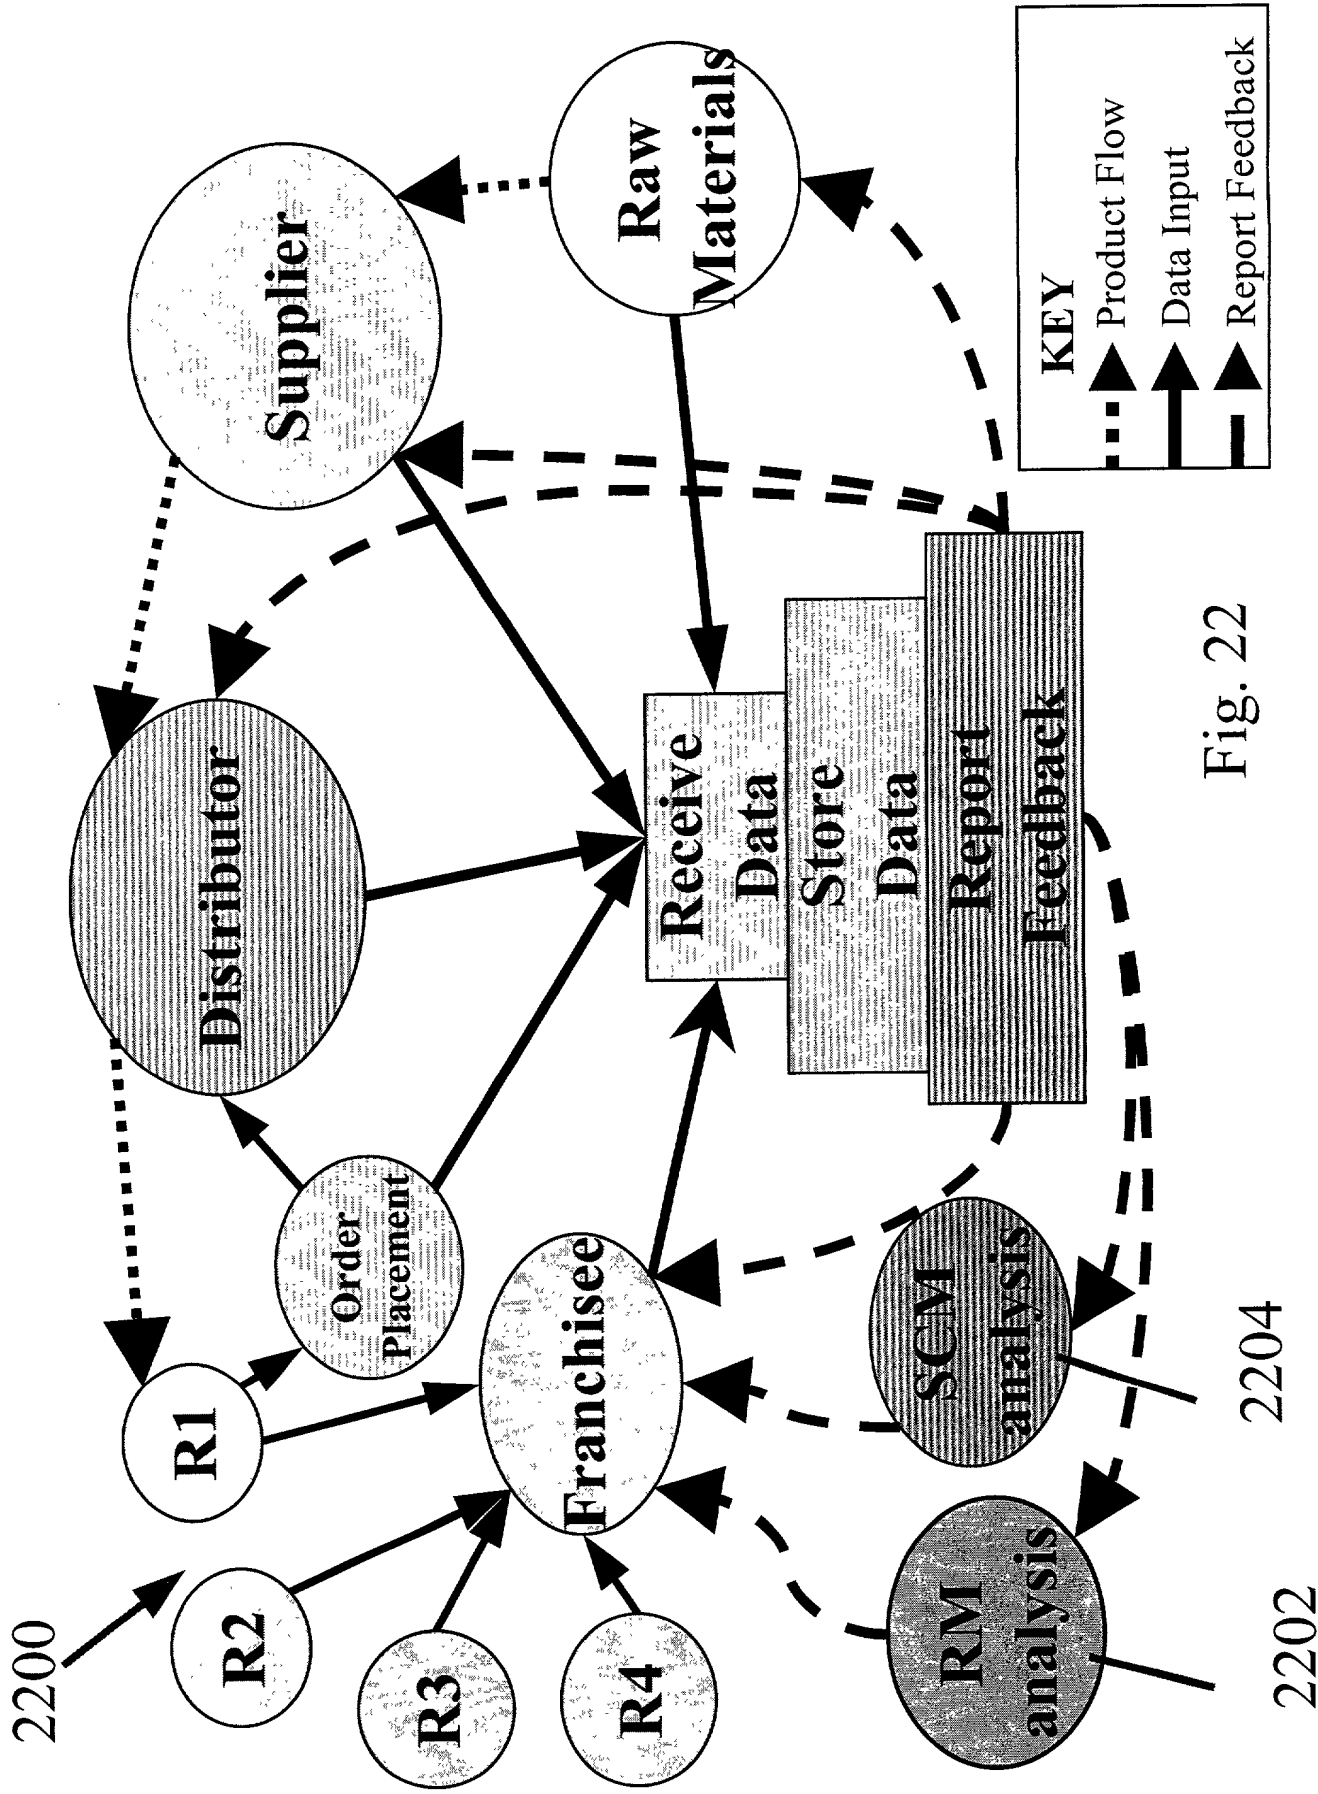 2200
R1
R2
R3
R4
Order
Placement
Distributor
Supplier
Raw
Materials
Franchisee
Receive
Data
Store
Data
Report
Feedback
RM
analysis
SCM
analysis
2202
2204
KEY
Product Flow
Data Input
Report Feedback
Fig. 22